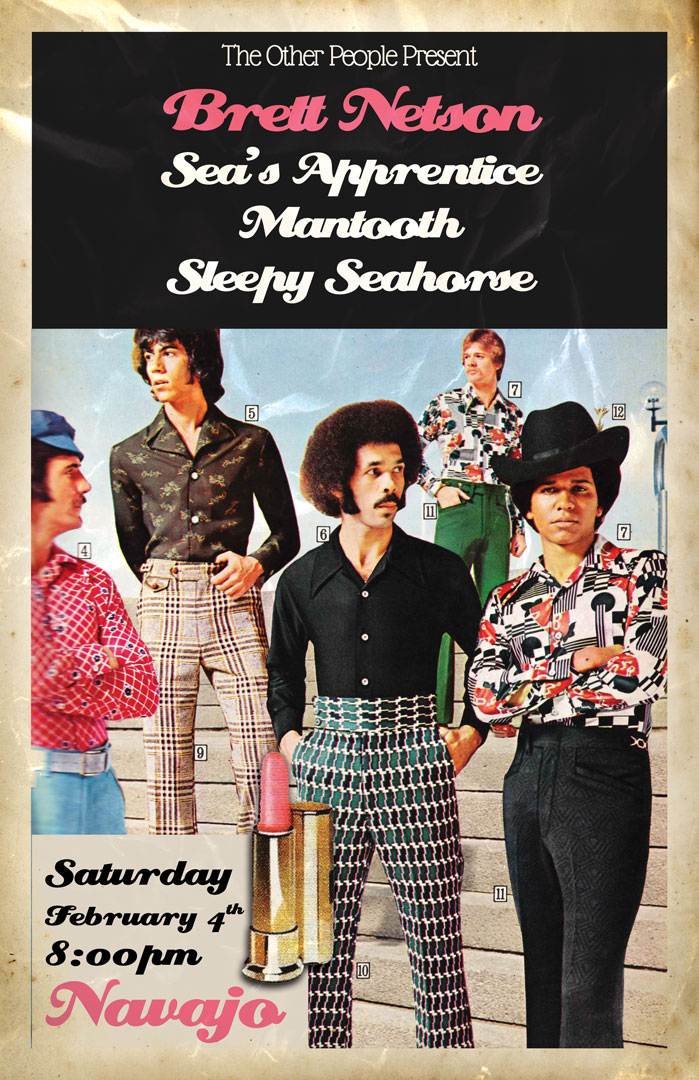 The Other People Present
Brett Netson
Sea's Apprentice
Mantooth
Sleepy Seahorse
5
7
12
11
6
7
4
9
11
10
Saturday
February 4th
8:00pm
Navajo